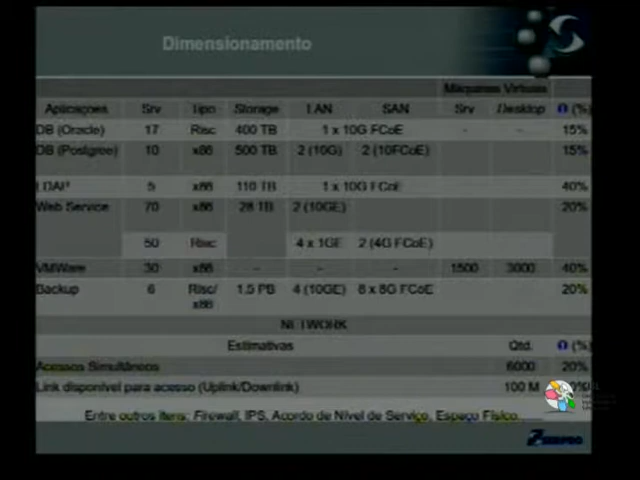 Dimensionamento
Máquinas Virtuais
Aplicações Srv Tipo Storage LAN SAN Srv Desktop (%)
DB (Oracle) 17 Risc 400 TB 1 x 10G FCoE - - 15%
DB (Postgree) 10 x86 500 TB 2 (10G) 2 (10FCoE) 15%
LDAP 5 x86 110 TB 1 x 10G FCoE 40%
Web Service 70 x86 28 TB 2 (10GE) 20%
50 Risc 4 x 1GE 2 (4G FCoE)
VMWare 30 x86 - - - 1500 3000 40%
Backup 6 Risc/ 1,5 PB 4 (10GE) 8 x 8G FCoE 20%
x86
NETWORK
Estimativas Qtd. (%)
Acessos Simultâneos 6000 20%
Link disponível para acesso (Uplink/Downlink) 100 M
Entre outros itens: Firewall, IPS, Acordo de Nível de Serviço, Espaço Físico.....